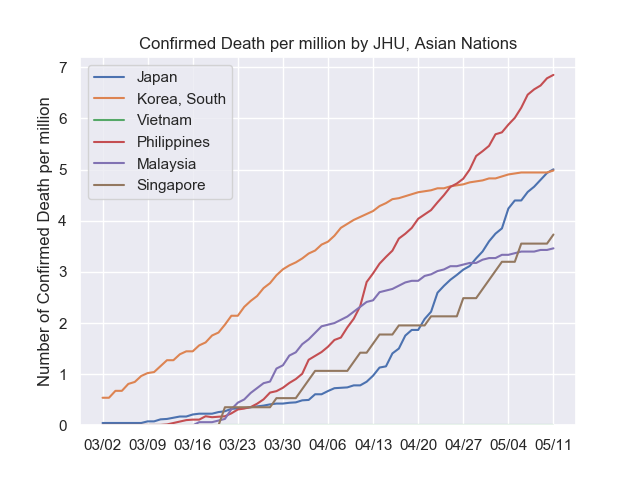 Confirmed Death per million by JHU, Asian Nations
Number of Confirmed Death per million
7
6
5
4
3
2
1
0
Japan
Korea, South
Vietnam
Philippines
Malaysia
Singapore
03/02 03/09 03/16 03/23 03/30 04/06 04/13 04/20 04/27 05/04 05/11